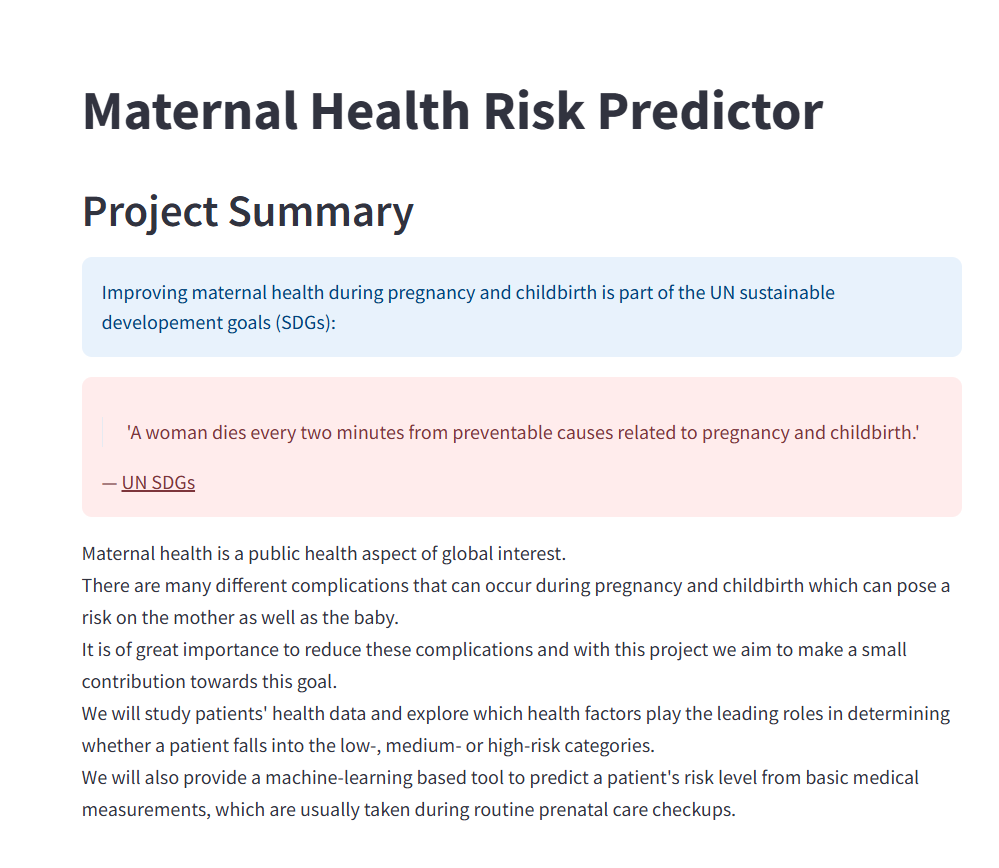 Maternal Health Risk Predictor
Project Summary
Improving maternal health during pregnancy and childbirth is part of the UN sustainable
developement goals (SDGs):
'A woman dies every two minutes from preventable causes related to pregnancy and childbirth.'
— UN SDGs
Maternal health is a public health aspect of global interest.
There are many different complications that can occur during pregnancy and childbirth which can pose a
risk on the mother as well as the baby.
It is of great importance to reduce these complications and with this project we aim to make a small
contribution towards this goal.
We will study patients' health data and explore which health factors play the leading roles in determining
whether a patient falls into the low-, medium- or high-risk categories.
We will also provide a machine-learning based tool to predict a patient's risk level from basic medical
measurements, which are usually taken during routine prenatal care checkups.